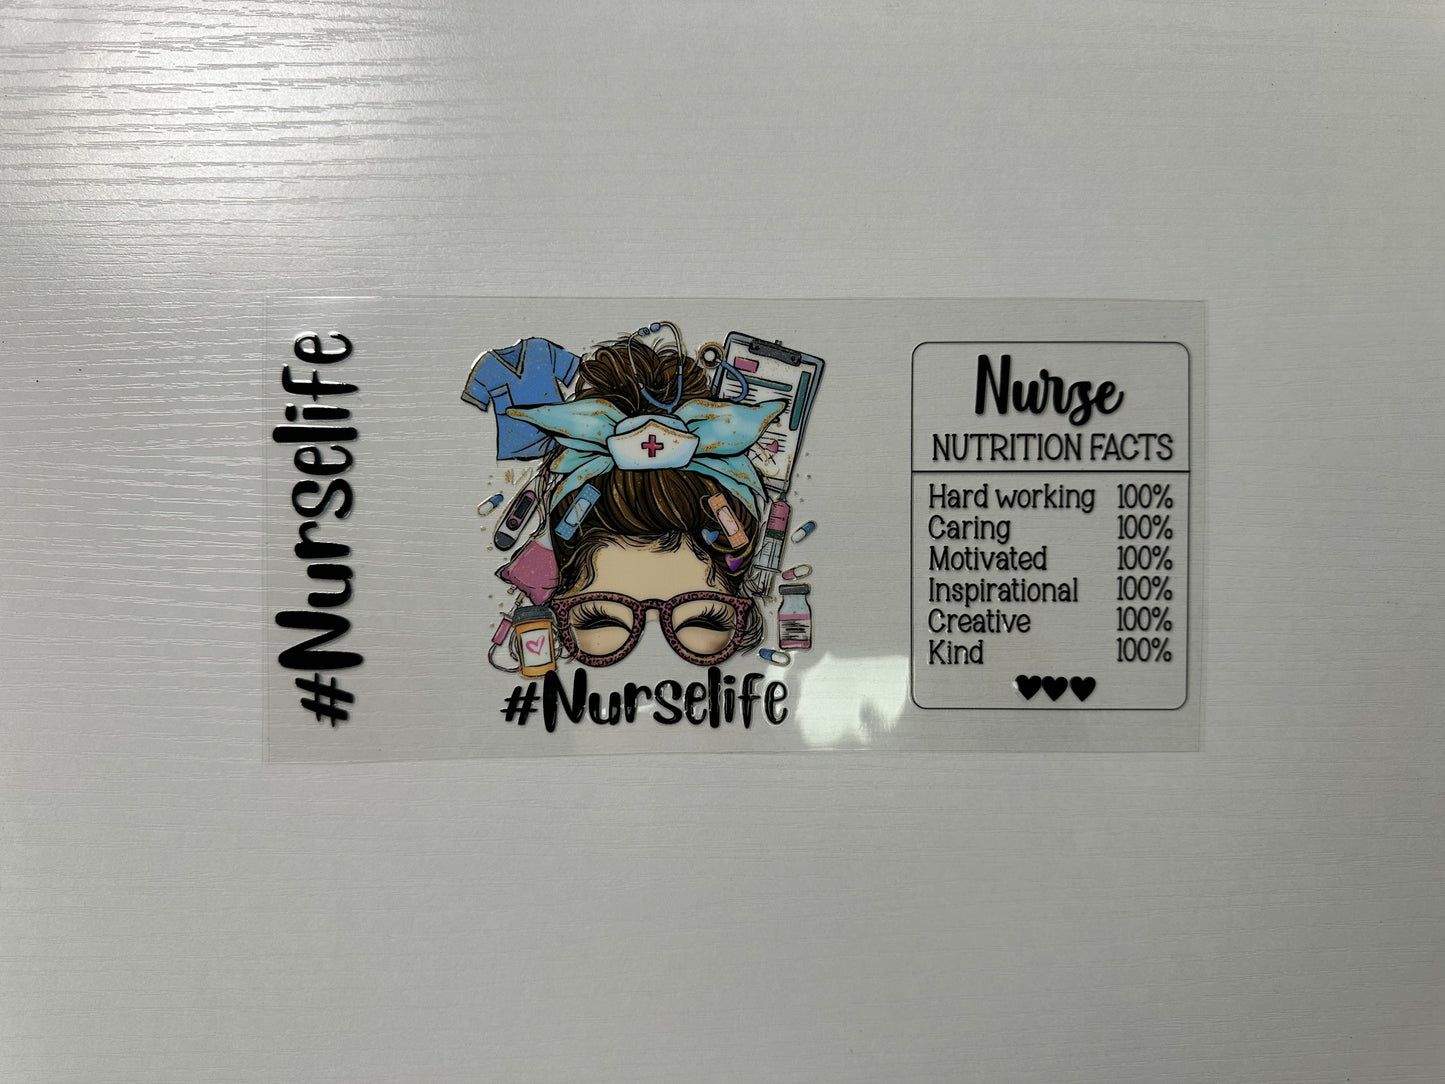 #Nurselife
#Nurselife
Nurse
NUTRITION FACTS
Hard working 100%
Caring 100%
Motivated 100%
Inspirational 100%
Creative 100%
Kind 100%